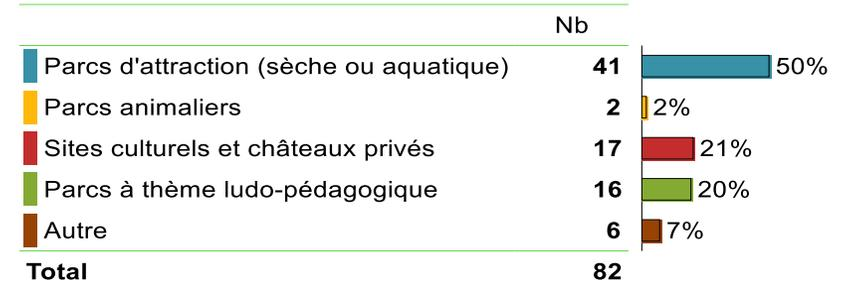 Nb
Parcs d'attraction (sèche ou aquatique) 41 50%
Parcs animaliers 2 2%
Sites culturels et châteaux privés 17 21%
Parcs à thème ludo-pédagogique 16 20%
Autre 6 7%
Total 82